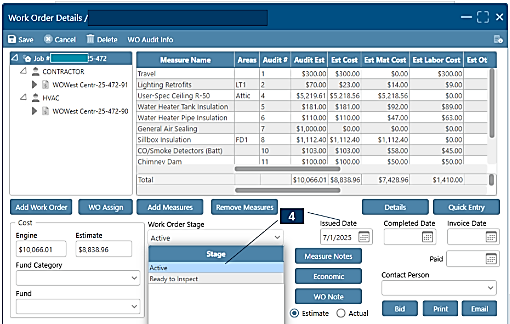 Work Order Details /
Save Cancel Delete WO Audit Info
Job # 25-472
CONTRACTOR
WOWest Centr-25-472-90
HVAC
WOWest Centr-25-472-91
Measure Name Areas Audit # Audit Est Est Cost Est Mat Cost Est Labor Cost Est Ot
Travel 1 $300.00 $300.00 $0.00 $300.00
Lighting Retrofits LT1 2 $70.00 $23.00 $14.00 $9.00
User-Spec Ceiling R-50 Attic 4 $5,219.61 $5,218.56 $5,218.56 $0.00
Water Heater Tank Insulation 5 $181.00 $181.00 $92.00 $89.00
Water Heater Pipe Insulation 6 $110.00 $110.00 $47.00 $63.00
General Air Sealing 7 $1,000.00 $0.00 $0.00 $0.00
Sillbox Insulation FD1 8 $1,112.40 $1,112.40 $1,112.40 $0.00
CO/Smoke Detectors (Batt) 10 $103.00 $103.00 $58.00 $45.00
Chimney Dam 11 $100.00 $100.00 $50.00 $50.00
Total $10,066.01 $8,838.96 $7,428.96 $1,410.00
Add Work Order WO Assign Add Measures Remove Measures Details Quick Entry
Cost
Engine Estimate
$10,066.01 $8,838.96
Fund Category
Fund
Work Order Stage
Active
Stage
Active
Ready to Inspect
4
Issued Date Completed Date Invoice Date
7/1/2025
Measure Notes
Paid
Economic
Contact Person
WO Note
Estimate Actual
Bid Print Email